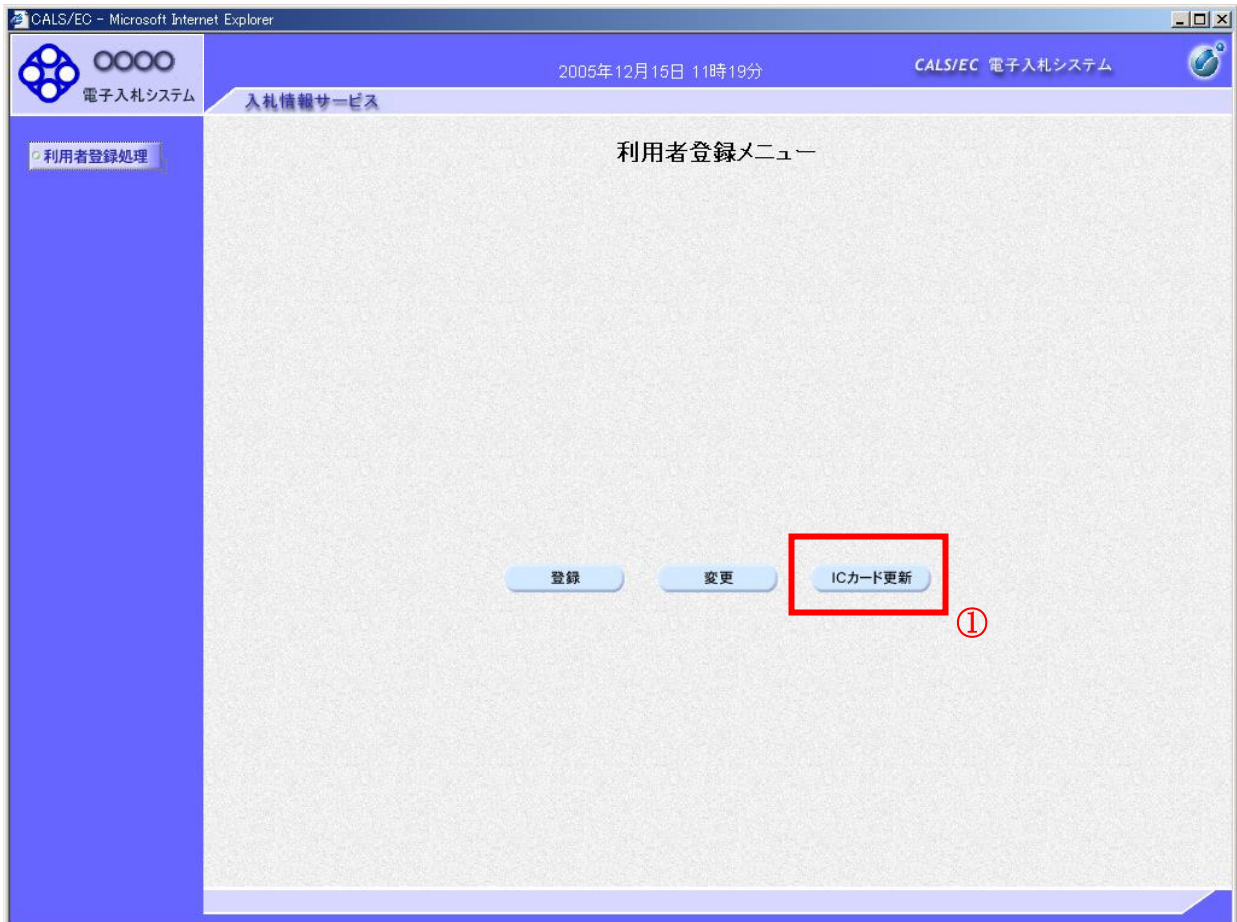 CALS/EC - Microsoft Internet Explorer
○○○○
電子入札システム
2005年12月15日 11時19分
CALS/EC 電子入札システム
入札情報サービス
利用者登録処理
利用者登録メニュー
登録
変更
ICカード更新
①